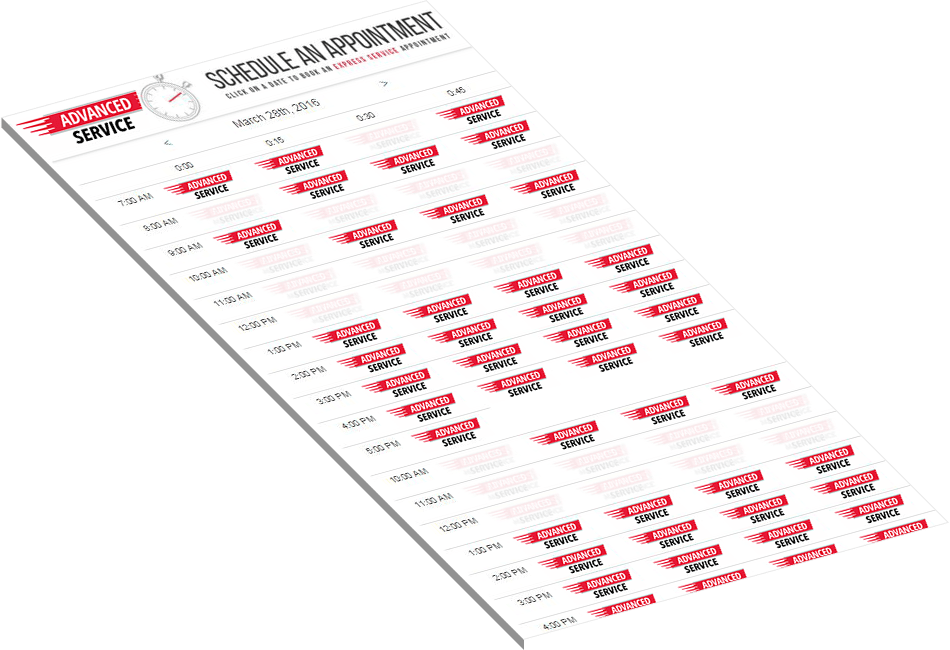 ADVANCED
SERVICE
SCHEDULE AN APPOINTMENT
CLICK ON A DATE TO BOOK AN EXPRESS SERVICE APPOINTMENT
< March 28th, 2016 >
0:00 0:15 0:30 0:45
7:00 AM ADVANCED ADVANCED ADVANCED
SERVICE SERVICE SERVICE
8:00 AM ADVANCED ADVANCED ADVANCED
SERVICE SERVICE SERVICE
9:00 AM ADVANCED
SERVICE
10:00 AM ADVANCED ADVANCED ADVANCED
SERVICE SERVICE SERVICE
11:00 AM
12:00 PM
1:00 PM ADVANCED ADVANCED ADVANCED ADVANCED
SERVICE SERVICE SERVICE SERVICE
2:00 PM ADVANCED ADVANCED ADVANCED ADVANCED
SERVICE SERVICE SERVICE SERVICE
3:00 PM ADVANCED ADVANCED ADVANCED ADVANCED
SERVICE SERVICE SERVICE SERVICE
4:00 PM ADVANCED ADVANCED ADVANCED ADVANCED
SERVICE SERVICE SERVICE SERVICE
5:00 PM ADVANCED
SERVICE
10:00 AM ADVANCED ADVANCED ADVANCED
SERVICE SERVICE SERVICE
11:00 AM
12:00 PM
1:00 PM ADVANCED ADVANCED ADVANCED ADVANCED
SERVICE SERVICE SERVICE SERVICE
2:00 PM ADVANCED ADVANCED ADVANCED ADVANCED
SERVICE SERVICE SERVICE SERVICE
3:00 PM ADVANCED ADVANCED ADVANCED ADVANCED
SERVICE SERVICE SERVICE SERVICE
4:00 PM ADVANCED ADVANCED ADVANCED ADVANCED